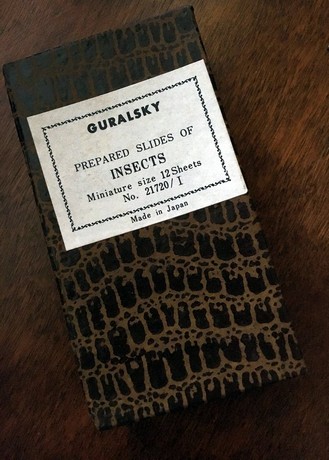 GURALSKY
PREPARED SLIDES OF
INSECTS
Miniature size 12 Sheets
No. 21720/I
Made in Japan